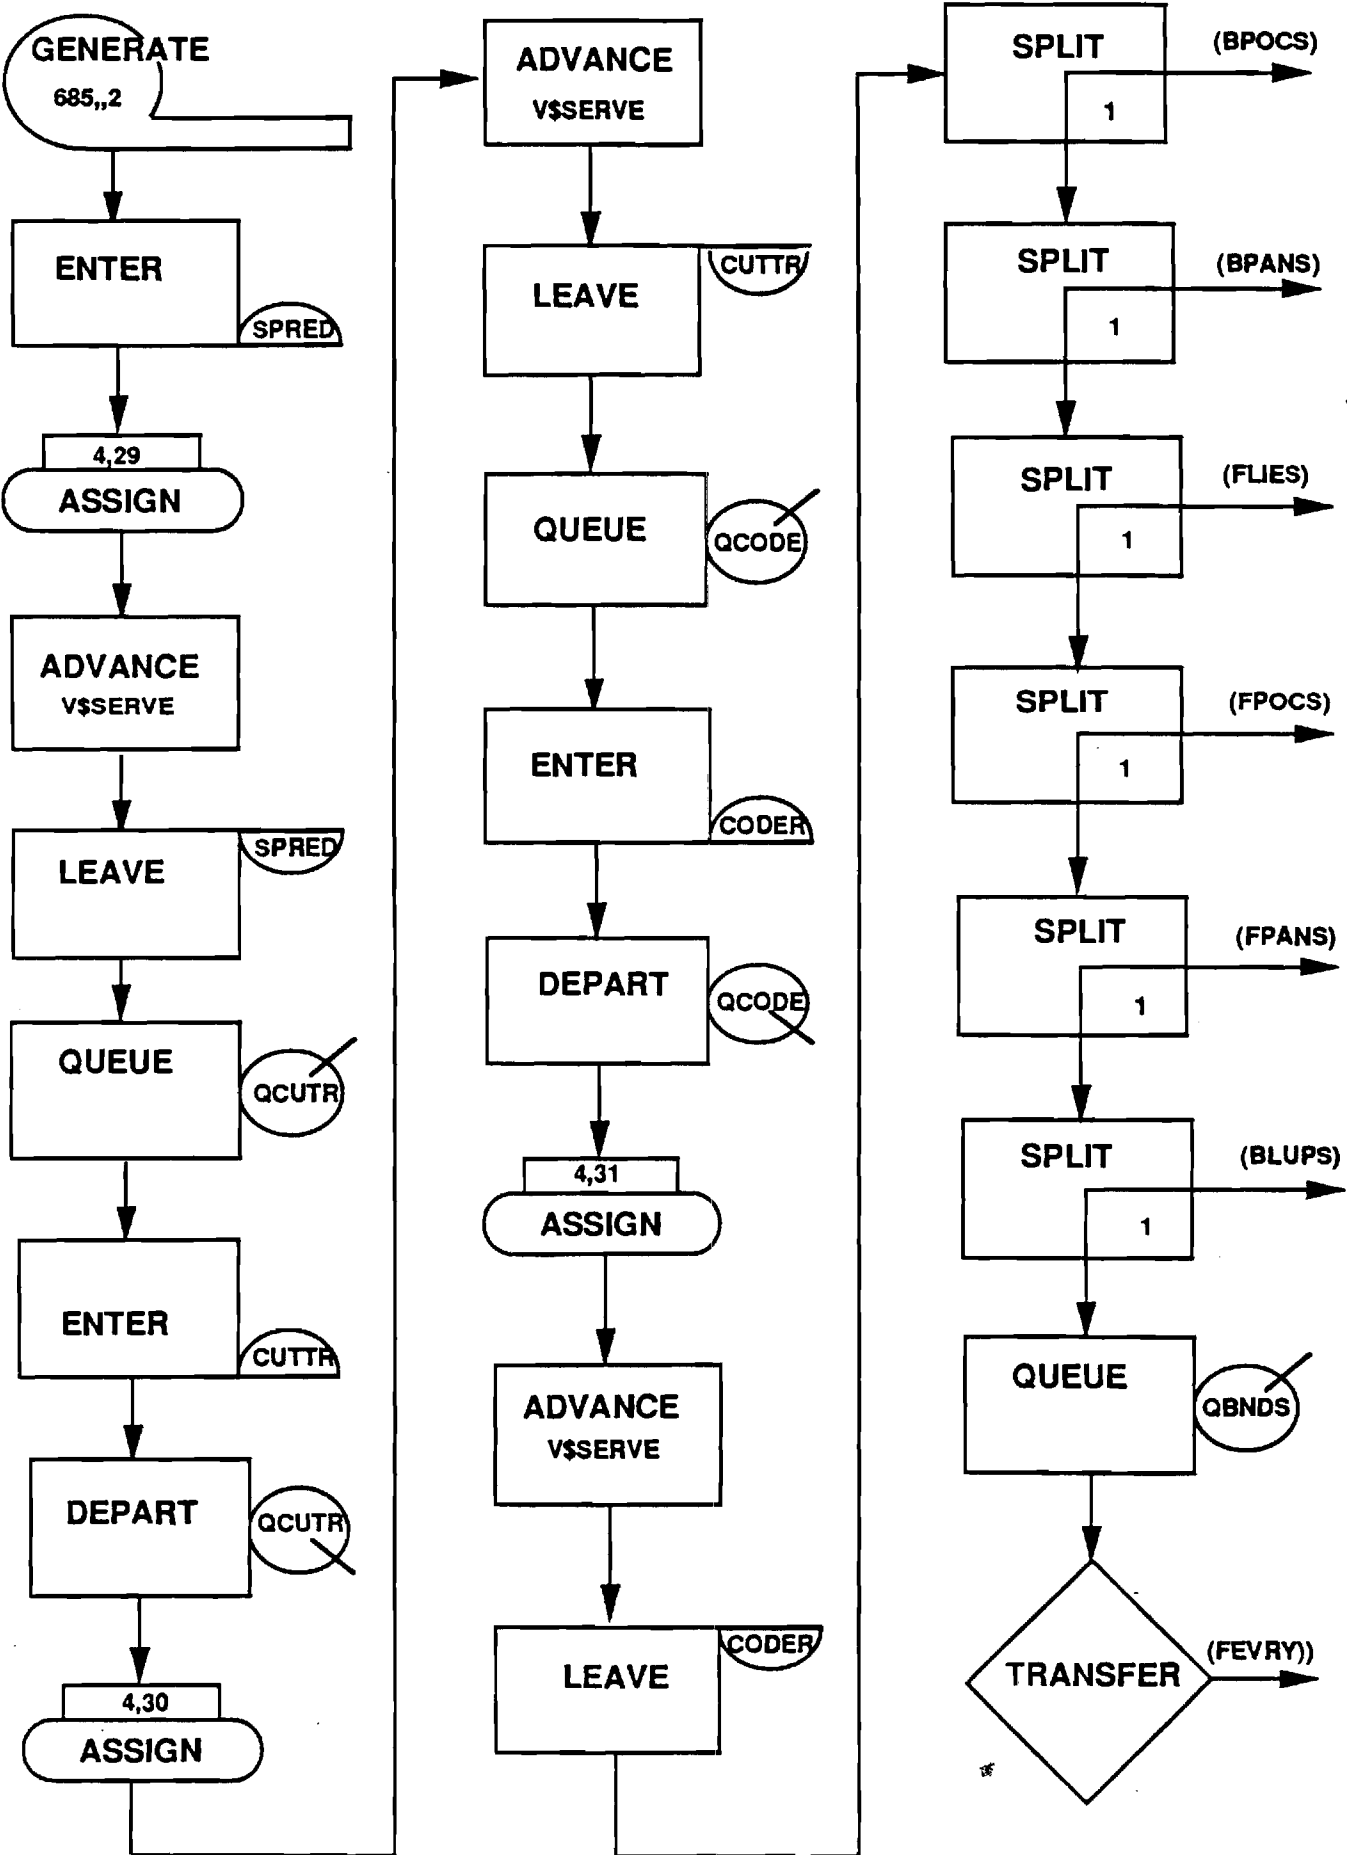 GENERATE
685,,2
ENTER
SPRED
4,29
ASSIGN
ADVANCE
V$SERVE
LEAVE
SPRED
QUEUE
QCUTR
ENTER
CUTTR
DEPART
QCUTR
4,30
ASSIGN
ADVANCE
V$SERVE
LEAVE
CUTTR
QUEUE
QCODE
ENTER
CODER
DEPART
QCODE
4,31
ASSIGN
ADVANCE
V$SERVE
LEAVE
CODER
SPLIT
(BPOCS)
1
SPLIT
(BPANS)
1
SPLIT
(FLIES)
1
SPLIT
(FPOCS)
1
SPLIT
(FPANS)
1
SPLIT
(BLUPS)
1
QUEUE
QBNDS
TRANSFER
(FEVRY))